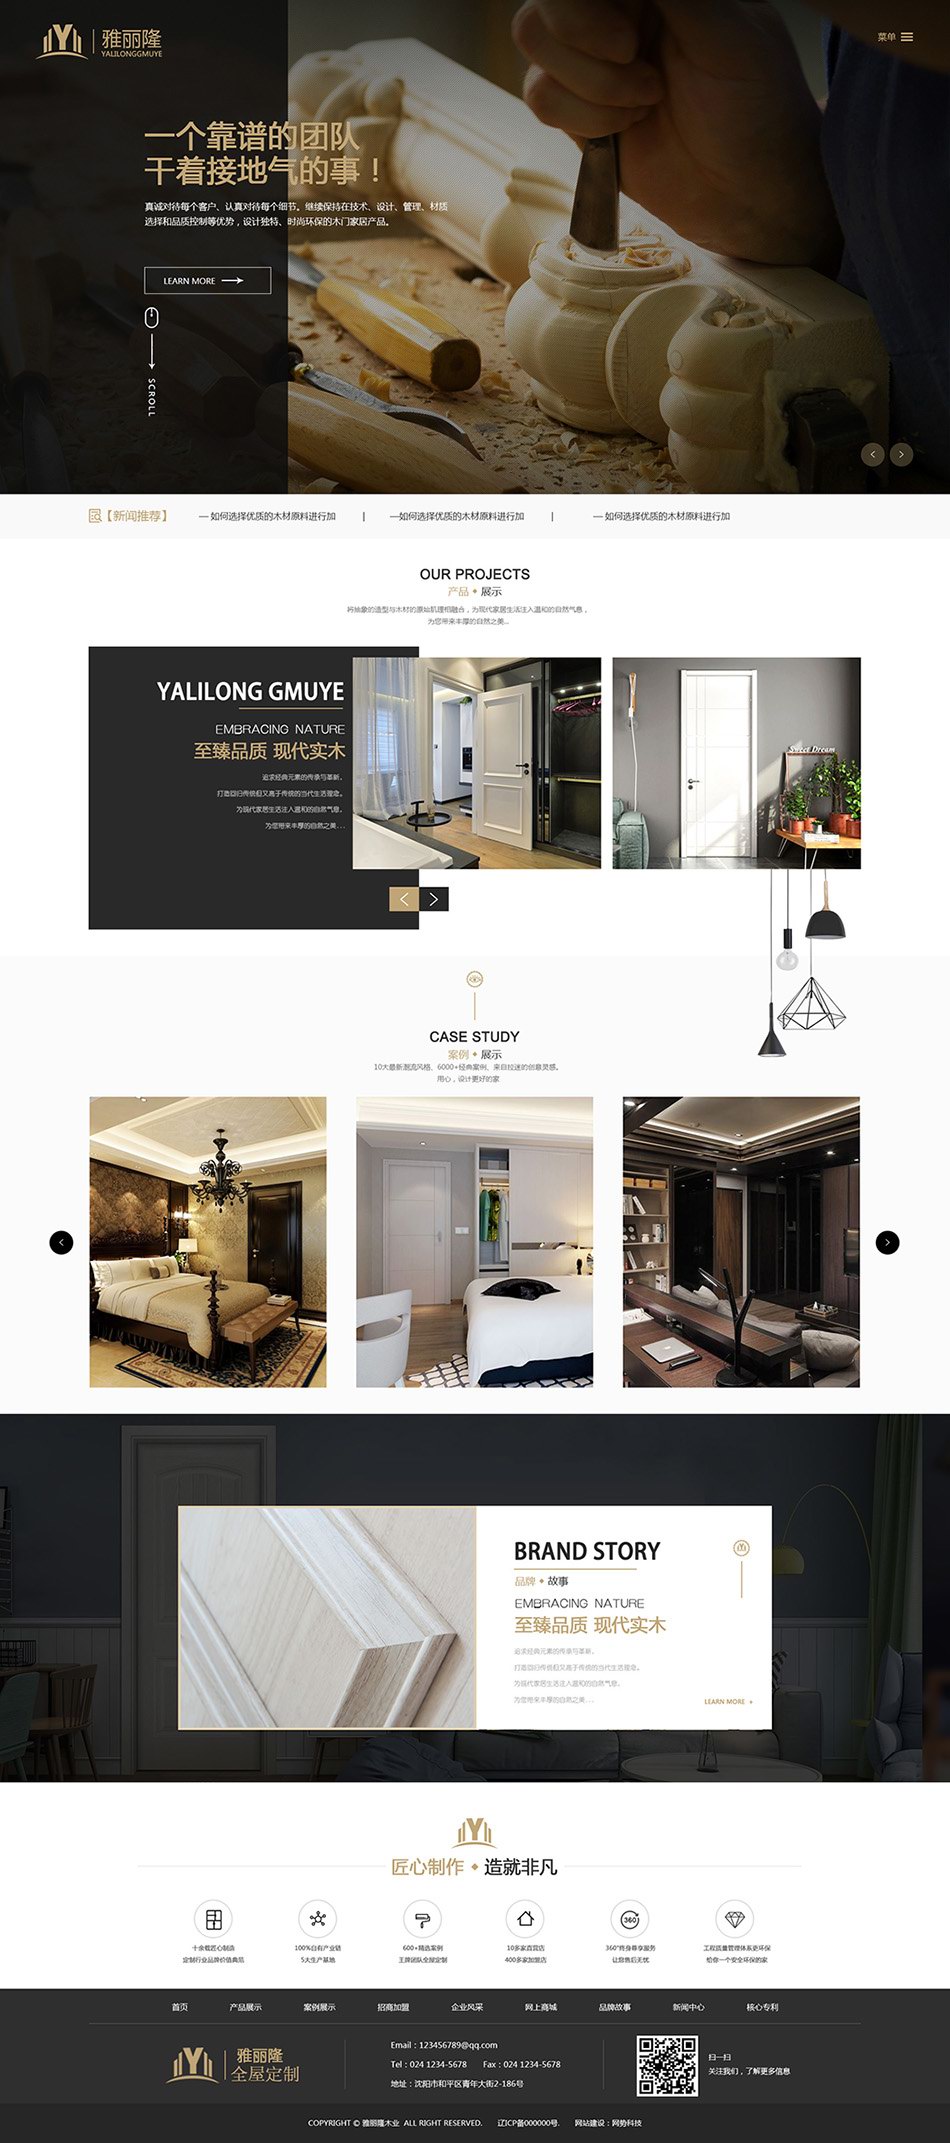 雅丽隆
YALILONGGMUYE
菜单
一个靠谱的团队
干着接地气的事！
真诚对待每个客户、认真对待每个细节。继续保持在技术、设计、管理、材质
选择和品质控制等优势，设计独特、时尚环保的木门家居产品。
LEARN MORE
SCROLL
【新闻推荐】 — 如何选择优质的木材原料进行加 | —如何选择优质的木材原料进行加 | — 如何选择优质的木材原料进行加
OUR PROJECTS
产品 展示
将抽象的造型与木材的原始肌理相融合，为现代家居生活注入温和的自然气息，
为您带来丰厚的自然之美...
YALILONG GMUYE
EMBRACING NATURE
至臻品质 现代实木
追求经典元素的传承与革新。
打造回归传统但又高于传统的当代生活理念。
为现代家居生活注入温和的自然气息。
为您带来丰厚的自然之美...
Sweet Dream
CASE STUDY
案例 展示
10大最新潮流风格、6000+经典案例、来自拉迷的创意灵感。
用心，设计更好的家
BRAND STORY
品牌 故事
EMBRACING NATURE
至臻品质 现代实木
追求经典元素的传承与革新。
打造回归传统但又高于传统的当代生活理念。
为现代家居生活注入温和的自然气息。
为您带来丰厚的自然之美...
LEARN MORE +
匠心制作 造就非凡
360
十余载匠心制造
定制行业品牌价值典范
100%自有产业链
5大生产基地
600+精选案例
王牌团队全屋定制
10多家直营店
400多家加盟店
360°终身尊享服务
让您售后无忧
工程质量管理体系更环保
给你一个安全环保的家
首页 产品展示 案例展示 招商加盟 企业风采 网上商城 品牌故事 新闻中心 核心专利
雅丽隆
全屋定制
Email：123456789@qq.com
Tel：024 1234-5678 Fax：024 1234-5678
地址：沈阳市和平区青年大街2-186号
扫一扫
关注我们，了解更多信息
COPYRIGHT © 雅丽隆木业 ALL RIGHT RESERVED. 辽ICP备000000号. 网站建设：网势科技